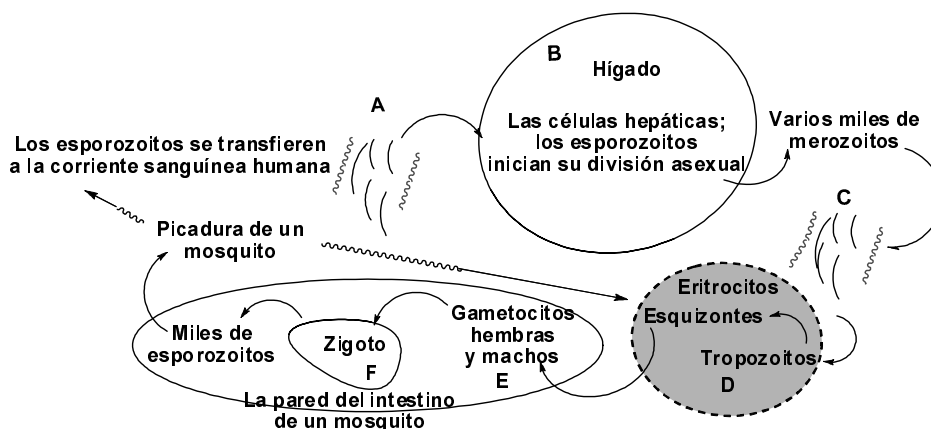 B
Hígado
A
Las células hepáticas;
los esporozoitos
inician su división asexual
Varios miles de
merozoitos
Los esporozoitos se transfieren
a la corriente sanguínea humana
C
Picadura de un
mosquito
Eritrocitos
Esquizontes
Tropozoitos
D
Gametocitos
hembras
y machos
E
Miles de
esporozoitos
Zigoto
F
La pared del intestino
de un mosquito